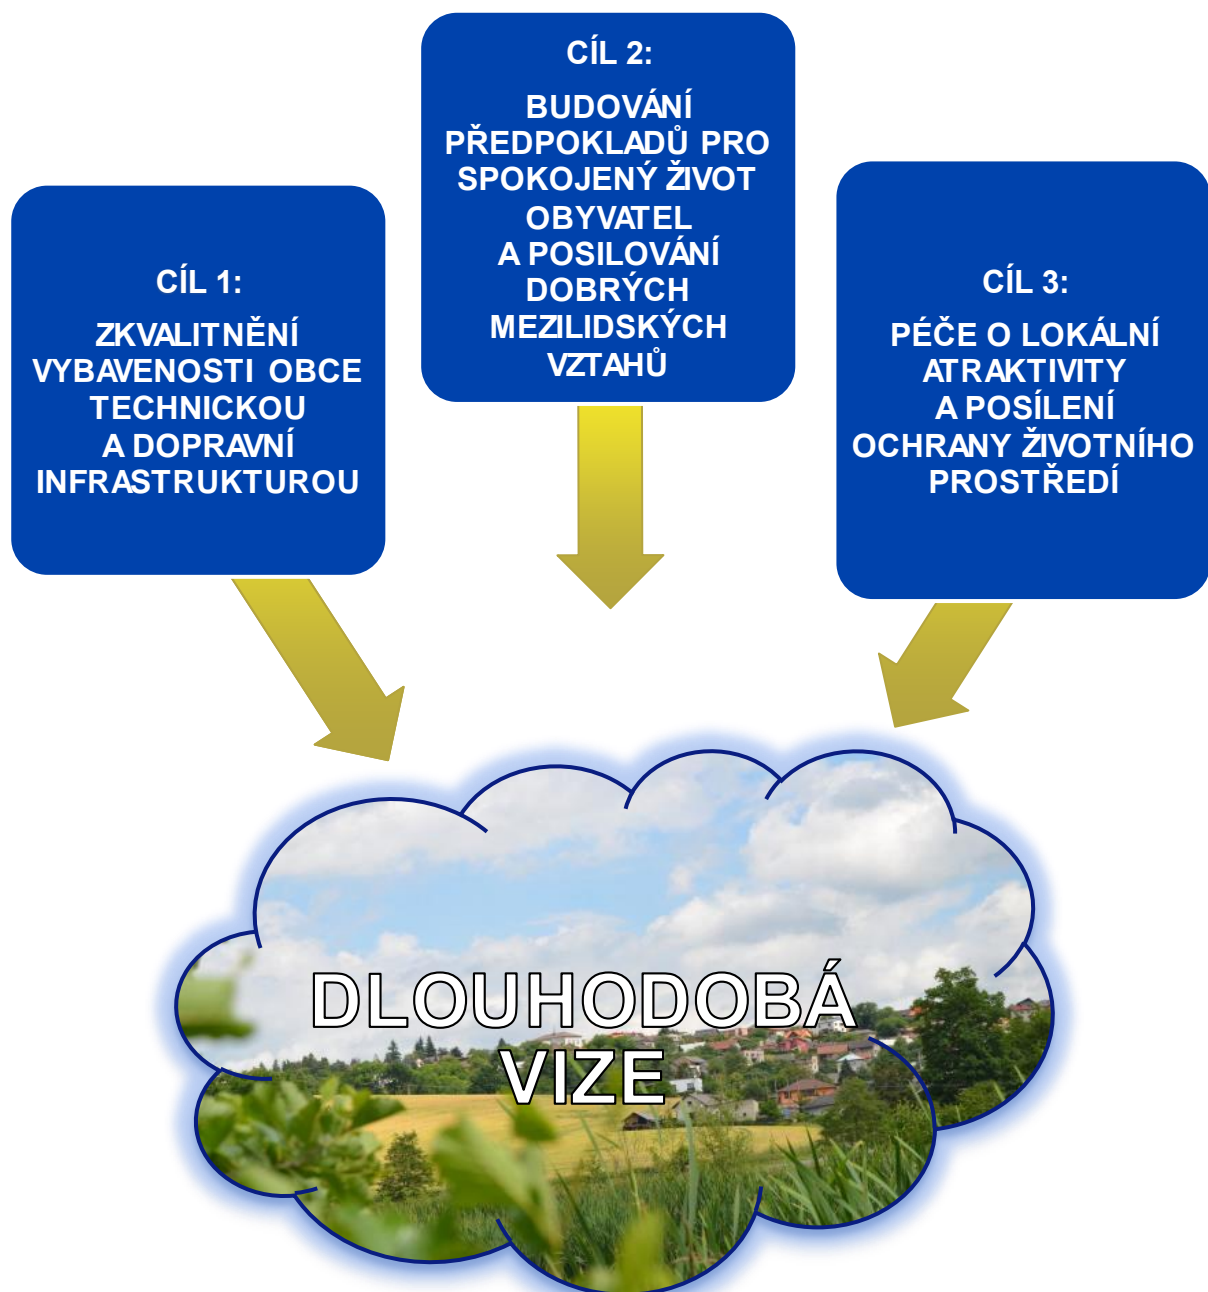 CÍL 1:
ZKVALITNĚNÍ
VYBAVENOSTI OBCE
TECHNICKOU
A DOPRAVNÍ
INFRASTRUKTUROU
CÍL 2:
BUDOVÁNÍ
PŘEDPOKLADŮ PRO
SPOKOJENÝ ŽIVOT
OBYVATEL
A POSILOVÁNÍ
DOBRÝCH
MEZILIDSKÝCH
VZTAHŮ
CÍL 3:
PÉČE O LOKÁLNÍ
ATRAKTIVITY
A POSÍLENÍ
OCHRANY ŽIVOTNÍHO
PROSTŘEDÍ
DLOUHODOBÁ
VIZE